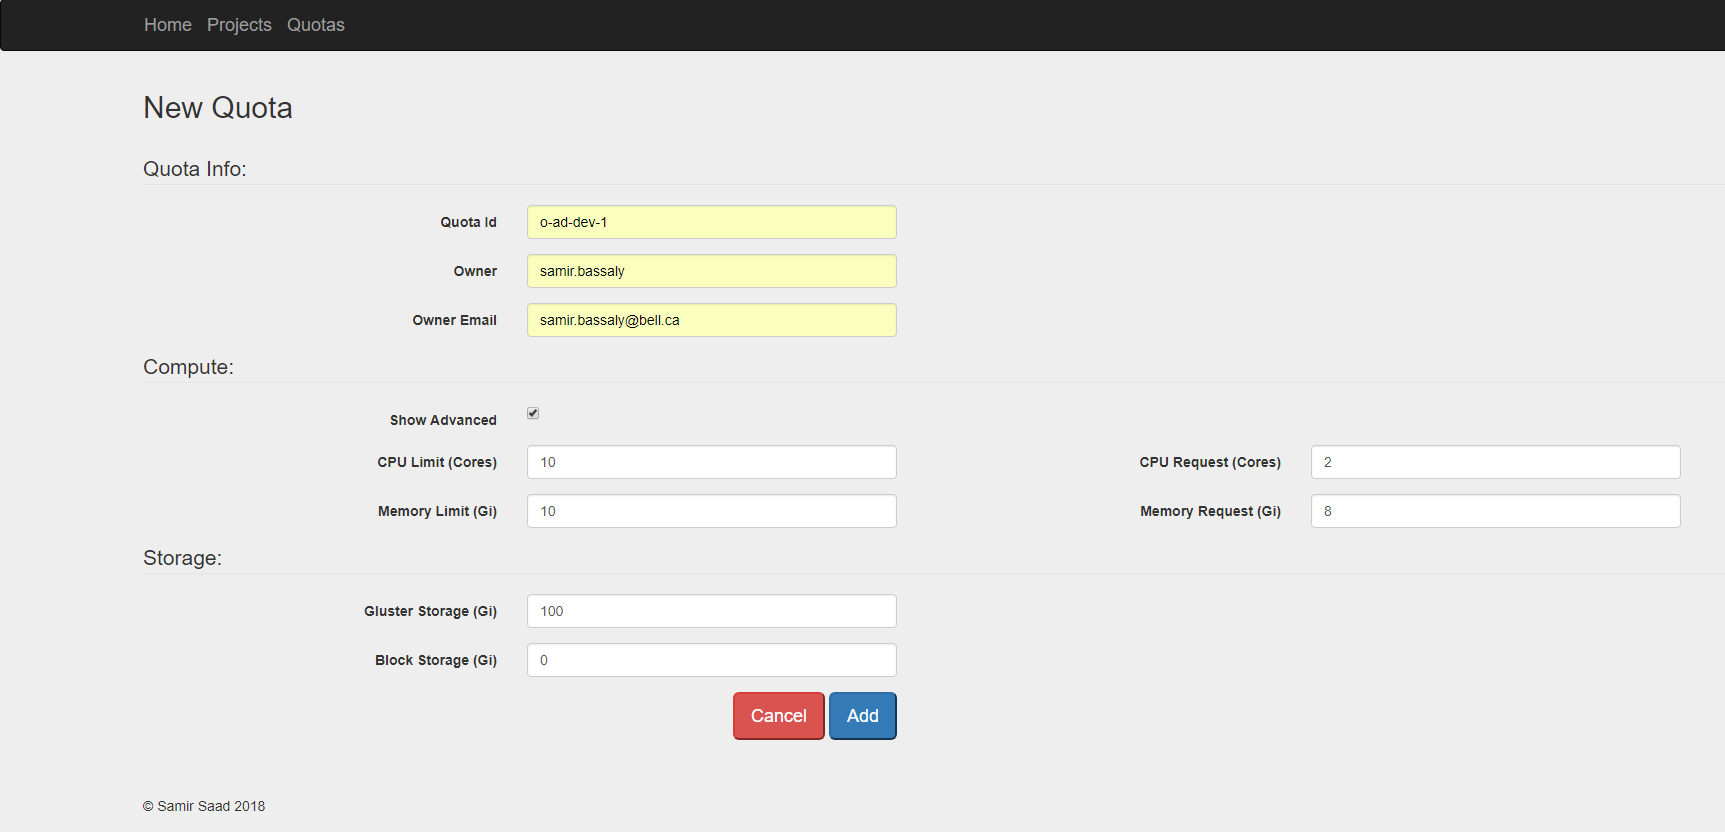 Home Projects Quotas
New Quota
Quota Info:
Quota Id o-ad-dev-1
Owner samir.bassaly
Owner Email samir.bassaly@bell.ca
Compute:
Show Advanced
CPU Limit (Cores) 10 CPU Request (Cores) 2
Memory Limit (Gi) 10 Memory Request (Gi) 8
Storage:
Gluster Storage (Gi) 100
Block Storage (Gi) 0
Cancel Add
© Samir Saad 2018